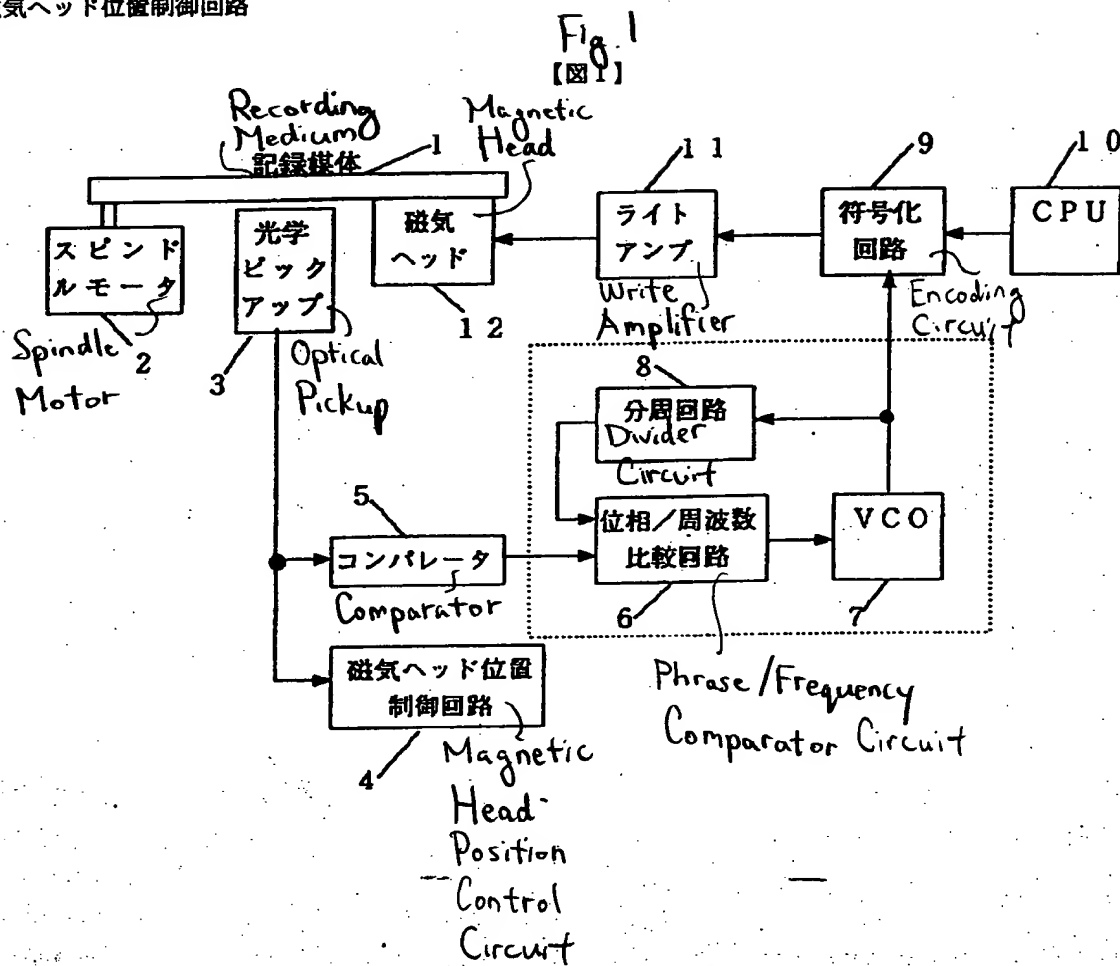 気ヘッド位置制御回路
Fig. 1
【図1】
Recording
Medium
記録媒体
1
Magnetic
Head
磁気
ヘッド
12
スピンド
ルモータ
2
Spindle
Motor
光学
ピック
アップ
3
Optical
Pickup
11
ライト
アンプ
Write
Amplifier
9
符号化
回路
Encoding
Circuit
10
CPU
8
分周回路
Divider
Circuit
5
コンパレータ
Comparator
位相/周波数
比較回路
6
Phrase/Frequency
Comparator Circuit
VCO
7
磁気ヘッド位置
制御回路
4
Magnetic
Head
Position
Control
Circuit